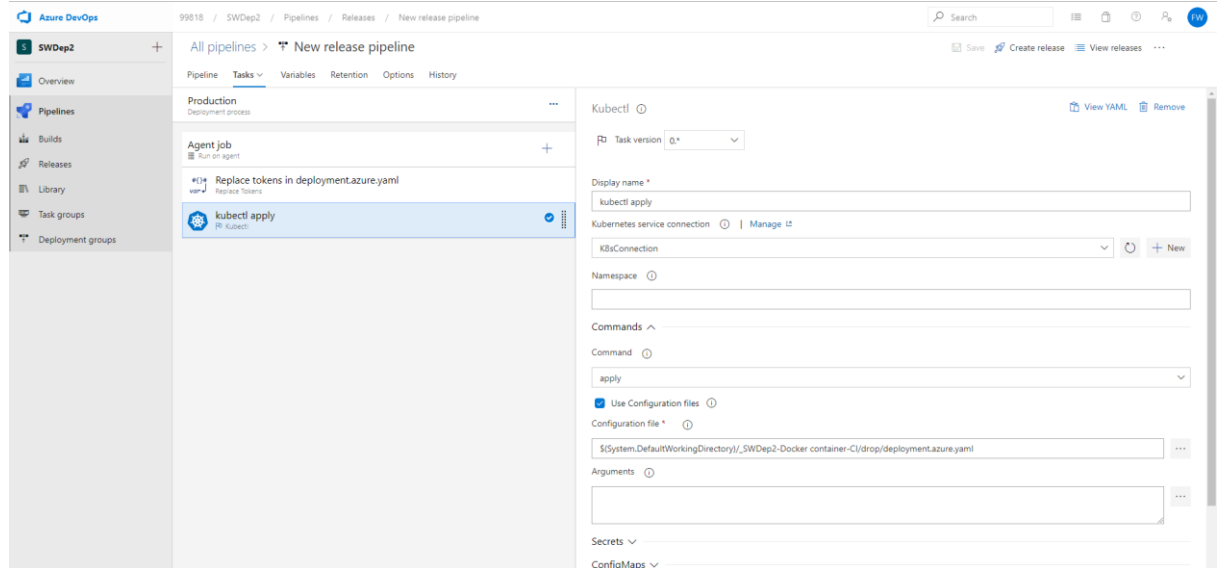 Azure DevOps
99818 / SWDep2 / Pipelines / Releases / New release pipeline
Search
FW
S SWDep2
All pipelines > New release pipeline
Save Create release View releases ...
Overview
Pipelines
Builds
Releases
Library
Task groups
Deployment groups
Pipeline Tasks Variables Retention Options History
Production
Deployment process
...
Agent job
Run on agent
Replace tokens in deployment.azure.yaml
Replace Tokens
kubectl apply
Kubectl
Kubectl
View YAML Remove
Task version 0.*
Display name *
kubectl apply
Kubernetes service connection | Manage
K8sConnection
New
Namespace
Commands
Command
apply
Use Configuration files
Configuration file *
$(System.DefaultWorkingDirectory)/_SWDep2-Docker container-CI/drop/deployment.azure.yaml
...
Arguments
...
Secrets
ConfigMaps